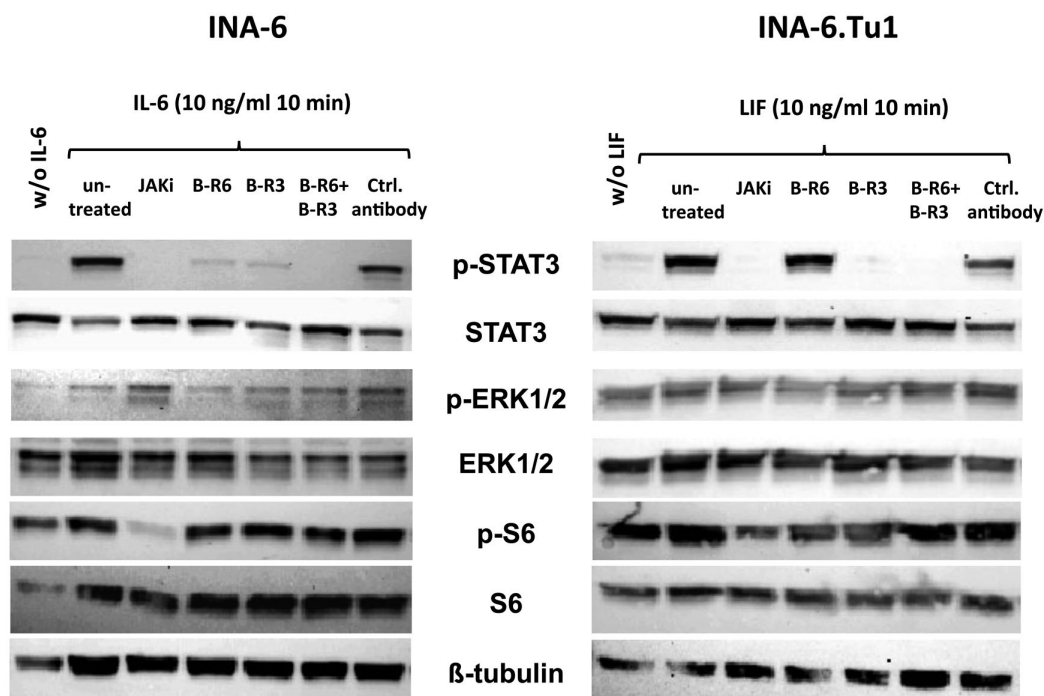 INA-6
INA-6.Tu1
IL-6 (10 ng/ml 10 min)
LIF (10 ng/ml 10 min)
w/o IL-6
un-
treated
JAKi
B-R6
B-R3
B-R6+
B-R3
Ctrl.
antibody
w/o LIF
un-
treated
JAKi
B-R6
B-R3
B-R6+
B-R3
Ctrl.
antibody
p-STAT3
STAT3
p-ERK1/2
ERK1/2
p-S6
S6
ß-tubulin